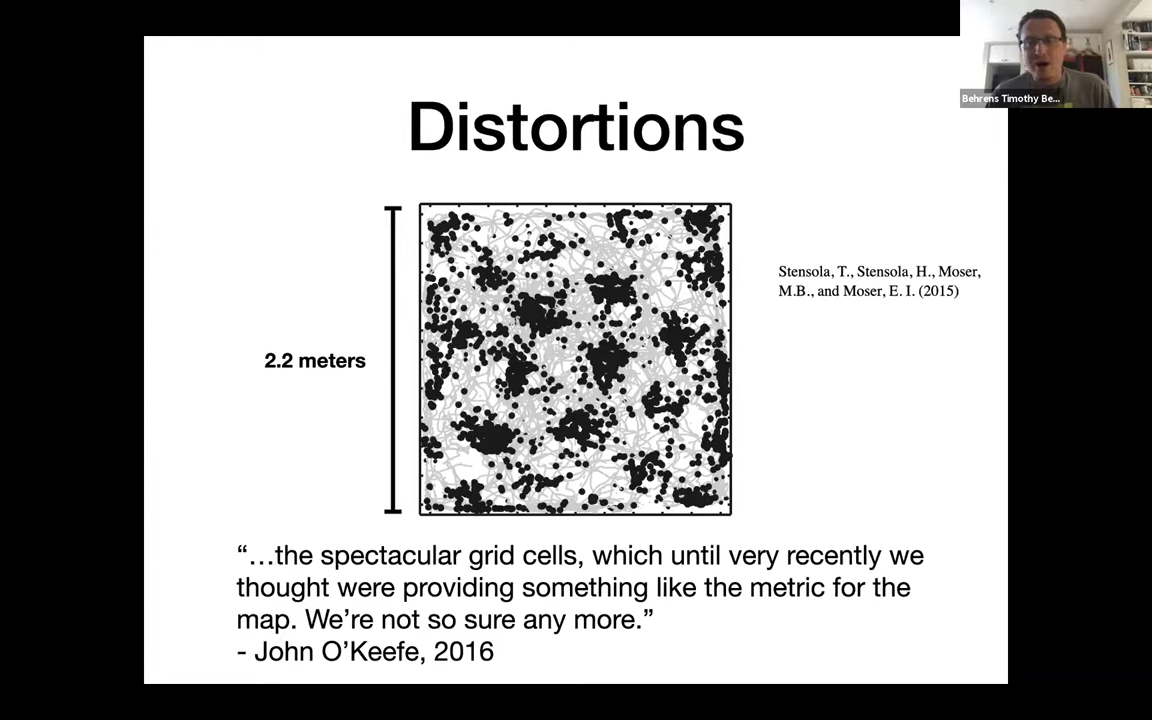 Behrens Timothy Be...
Distortions
2.2 meters
Stensola, T., Stensola, H., Moser,
M.B., and Moser, E. I. (2015)
“…the spectacular grid cells, which until very recently we
thought were providing something like the metric for the
map. We’re not so sure any more.”
- John O’Keefe, 2016